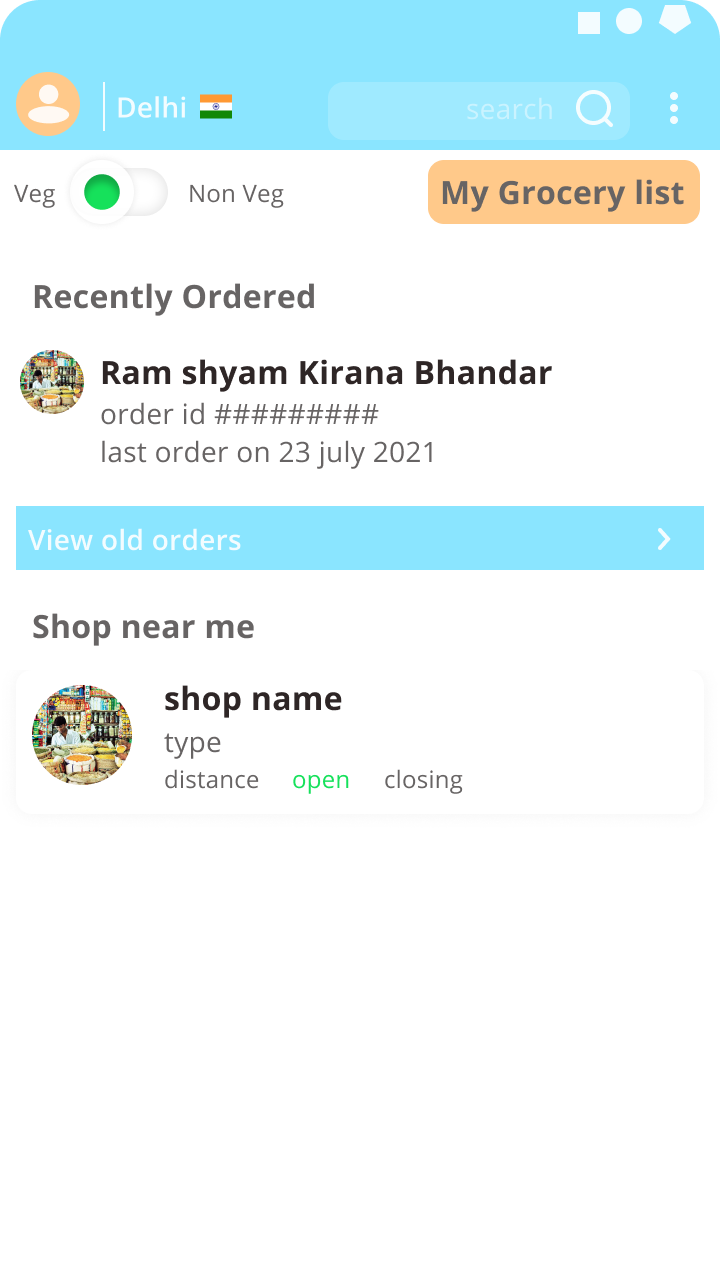 Delhi
search
Veg
Non Veg
My Grocery list
Recently Ordered
Ram shyam Kirana Bhandar
order id #########
last order on 23 july 2021
View old orders
Shop near me
shop name
type
distance open closing